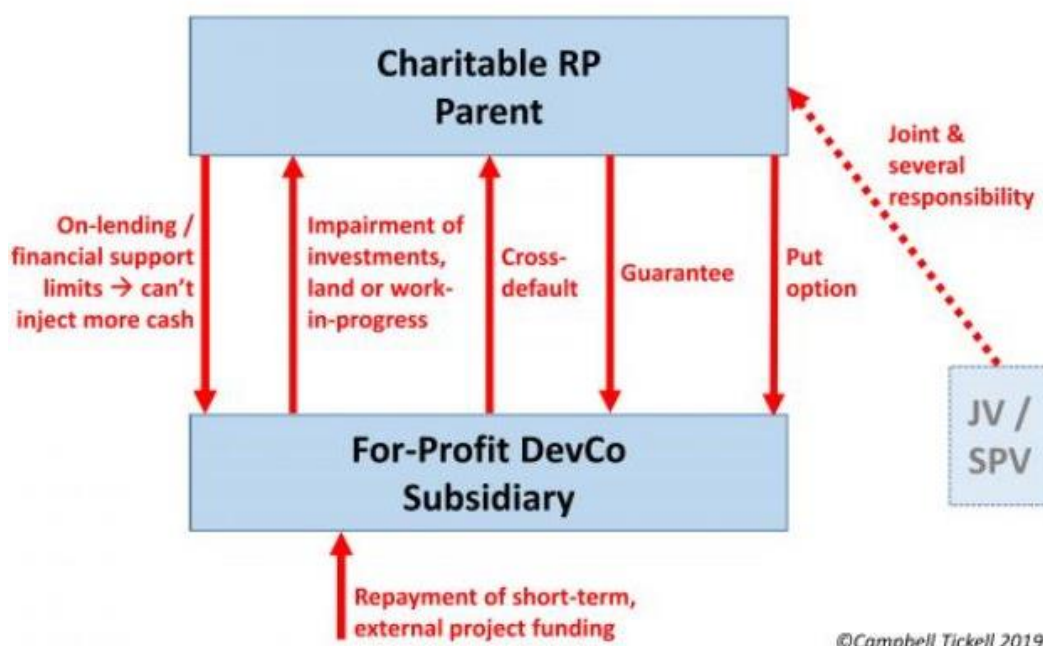 Charitable RP
Parent
Joint &
several
responsibility
On-lending /
financial support
limits → can't
inject more cash
Impairment of
investments,
land or work-
in-progress
Cross-
default
Guarantee
Put
option
JV /
SPV
For-Profit DevCo
Subsidiary
Repayment of short-term,
external project funding
©Campbell Tickell 2019